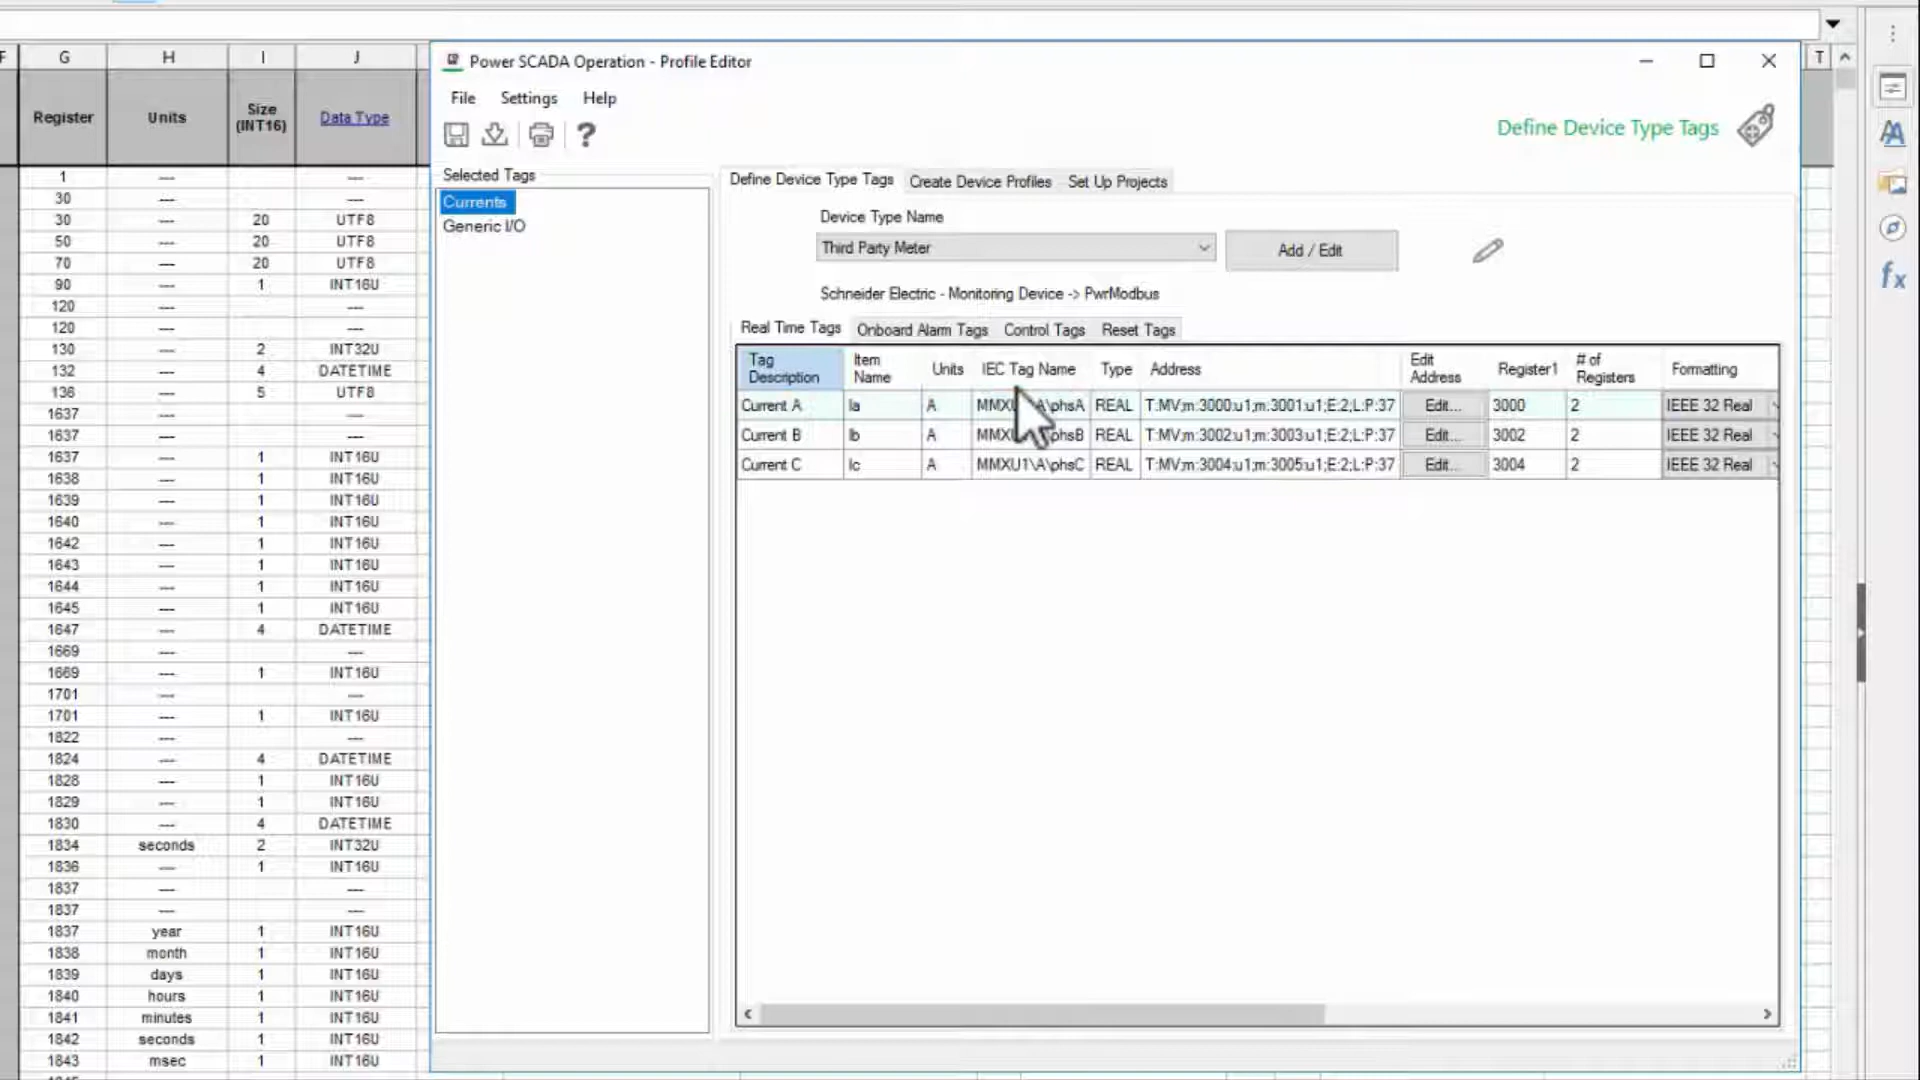 F G H I J T
Register Units Size (INT16) Data Type
1 --- ---
30 --- ---
30 --- 20 UTF8
50 --- 20 UTF8
70 --- 20 UTF8
90 --- 1 INT16U
120 --- ---
120 --- ---
130 --- 2 INT32U
132 --- 4 DATETIME
136 --- 5 UTF8
1637 --- ---
1637 --- ---
1637 --- 1 INT16U
1638 --- 1 INT16U
1639 --- 1 INT16U
1640 --- 1 INT16U
1642 --- 1 INT16U
1643 --- 1 INT16U
1644 --- 1 INT16U
1645 --- 1 INT16U
1647 --- 4 DATETIME
1669 --- ---
1669 --- 1 INT16U
1701 --- ---
1701 --- 1 INT16U
1822 --- ---
1824 --- 4 DATETIME
1828 --- 1 INT16U
1829 --- 1 INT16U
1830 --- 4 DATETIME
1834 seconds 2 INT32U
1836 --- 1 INT16U
1837 --- ---
1837 --- ---
1837 year 1 INT16U
1838 month 1 INT16U
1839 days 1 INT16U
1840 hours 1 INT16U
1841 minutes 1 INT16U
1842 seconds 1 INT16U
1843 msec 1 INT16U
Power SCADA Operation - Profile Editor
File Settings Help
Define Device Type Tags
Selected Tags
Currents
Generic I/O
Define Device Type Tags Create Device Profiles Set Up Projects
Device Type Name
Third Party Meter Add / Edit
Schneider Electric - Monitoring Device -> PwrModbus
Real Time Tags Onboard Alarm Tags Control Tags Reset Tags
Tag Description Item Name Units IEC Tag Name Type Address Edit Address Register1 # of Registers Formatting
Current A Ia A REAL T:MV;m:3000:u1;m:3001:u1;E:2;L:P:37 Edit... 3000 2 IEEE 32 Real
Current B Ib A REAL T:MV;m:3002:u1;m:3003:u1;E:2;L:P:37 Edit... 3002 2 IEEE 32 Real
Current C Ic A MMXU1\A\phsC REAL T:MV;m:3004:u1;m:3005:u1;E:2;L:P:37 Edit... 3004 2 IEEE 32 Real